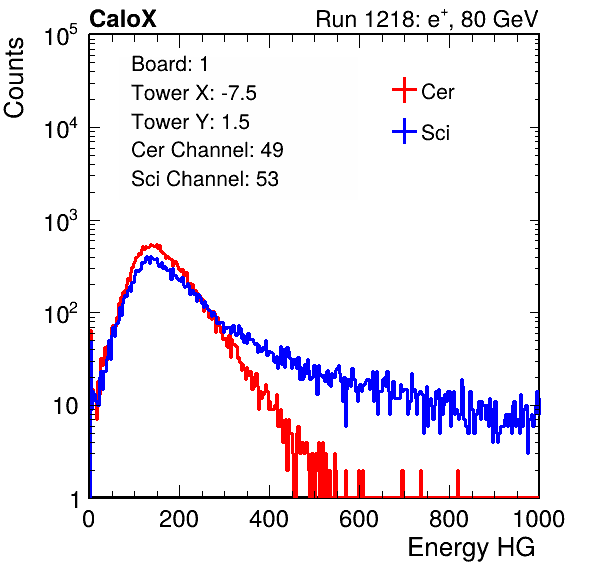 CaloX Run 1218: e⁺, 80 GeV
Counts
Board: 1
Tower X: -7.5
Tower Y: 1.5
Cer Channel: 49
Sci Channel: 53
Cer
Sci
10⁵
10⁴
10³
10²
10
1
0 200 400 600 800 1000
Energy HG